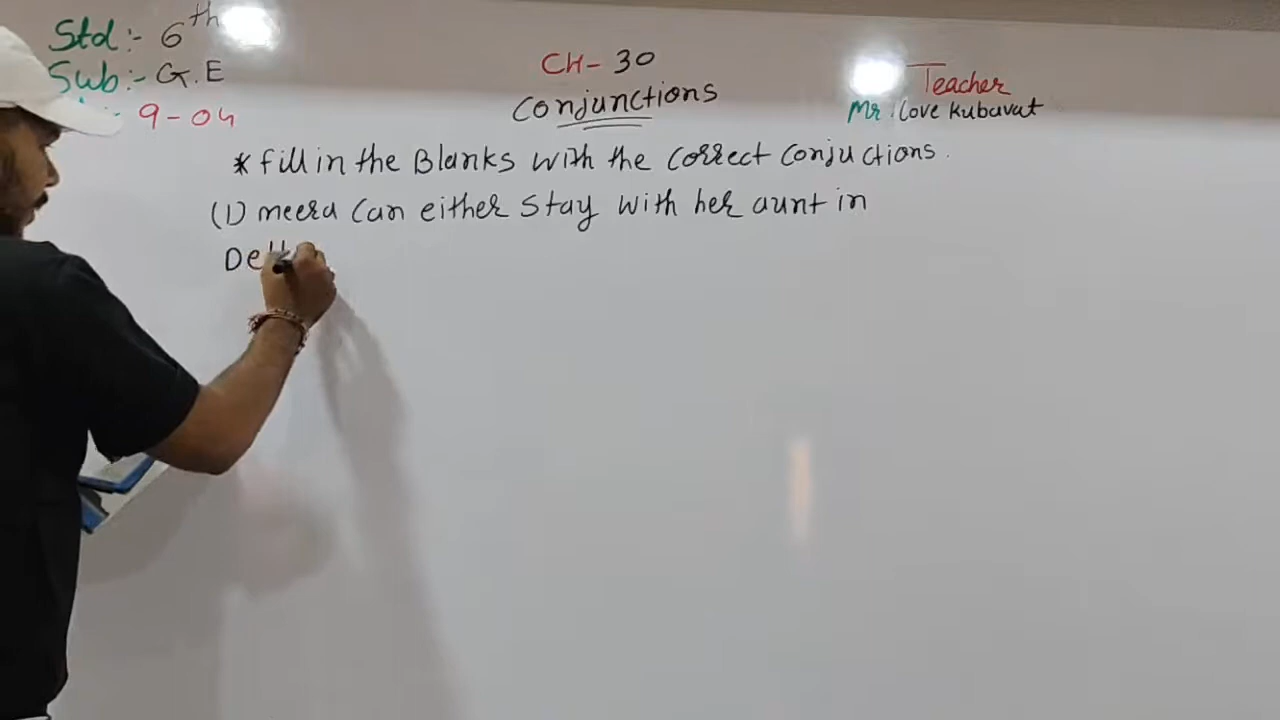 Std :- 6th
Sub :- G.E
9-04
CH- 30
Conjunctions
Teacher
Mr. Love Kubavat
* Fill in the Blanks with the Correct Conjuctions.
(1) meera Can either Stay with her aunt in